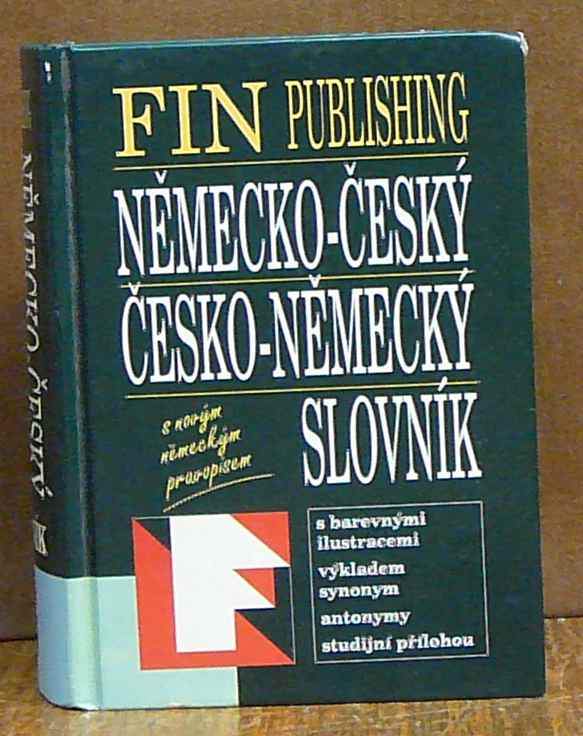 FIN PUBLISHING
NĚMECKO-ČESKÝ
ČESKO-NĚMECKÝ
SLOVNÍK
s novým
německým
pravopisem
s barevnými
ilustracemi
výkladem
synonym
antonymy
studijní přílohou
NĚMECKO-ČESKÝ